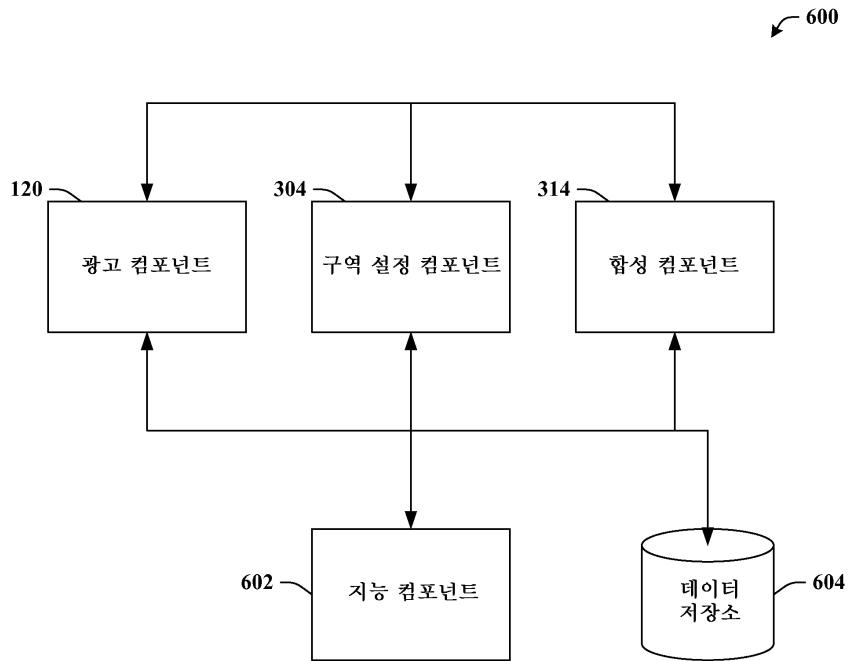 600
120
304
314
광고 컴포넌트
구역 설정 컴포넌트
합성 컴포넌트
602
지능 컴포넌트
데이터
저장소
604